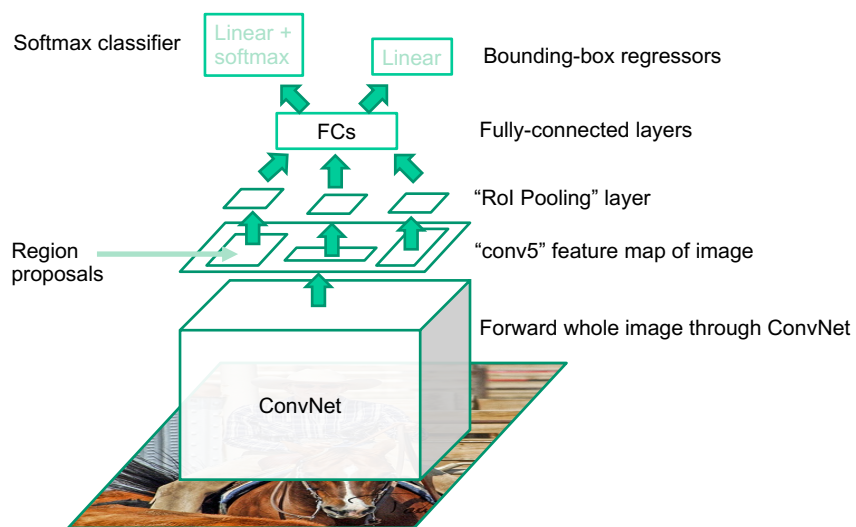 Softmax classifier
Linear +
softmax
Linear
Bounding-box regressors
FCs
Fully-connected layers
“RoI Pooling” layer
Region
proposals
“conv5” feature map of image
Forward whole image through ConvNet
ConvNet